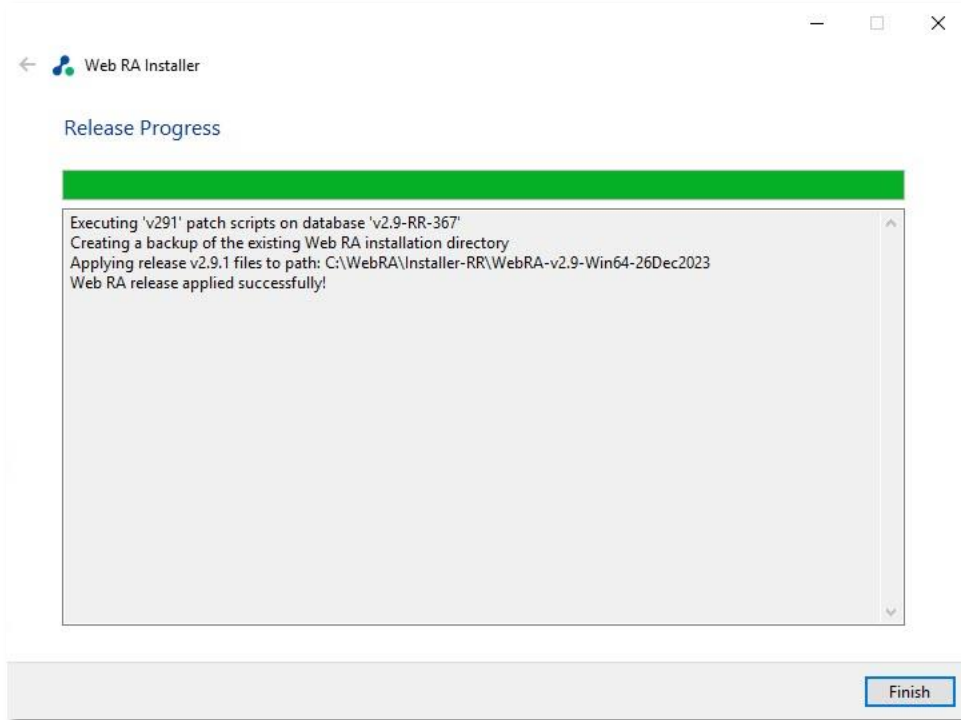 Web RA Installer
Release Progress
Executing 'v291' patch scripts on database 'v2.9-RR-367'
Creating a backup of the existing Web RA installation directory
Applying release v2.9.1 files to path: C:\WebRA\Installer-RR\WebRA-v2.9-Win64-26Dec2023
Web RA release applied successfully!
Finish